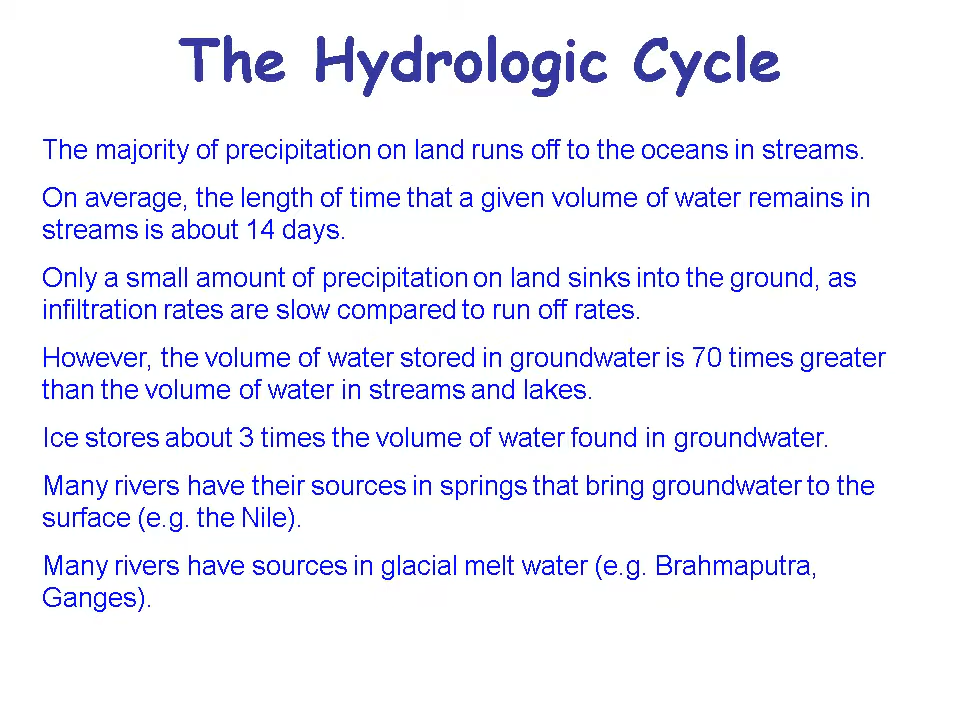 The Hydrologic Cycle
The majority of precipitation on land runs off to the oceans in streams.
On average, the length of time that a given volume of water remains in
streams is about 14 days.
Only a small amount of precipitation on land sinks into the ground, as
infiltration rates are slow compared to run off rates.
However, the volume of water stored in groundwater is 70 times greater
than the volume of water in streams and lakes.
Ice stores about 3 times the volume of water found in groundwater.
Many rivers have their sources in springs that bring groundwater to the
surface (e.g. the Nile).
Many rivers have sources in glacial melt water (e.g. Brahmaputra,
Ganges).